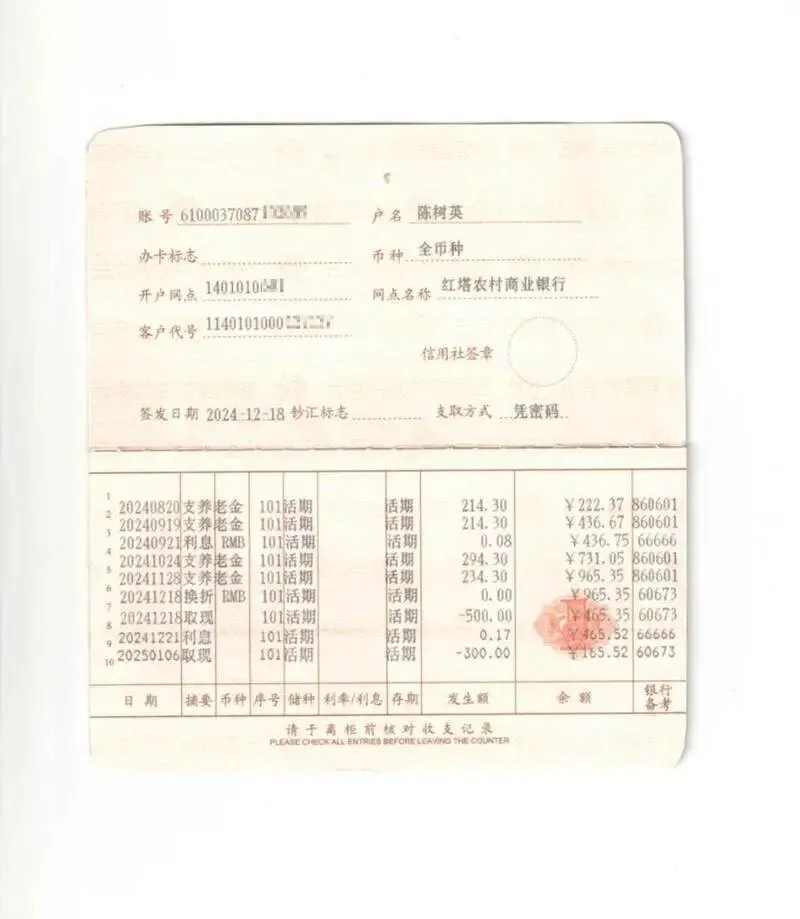 账号 6100037087 户名 陈树英
办卡标志 币种 全币种
开户网点 1401010 网点名称 红塔农村商业银行
客户代号 1140101000
信用社签章
签发日期 2024-12-18 钞汇标志 支取方式 凭密码
1
2 20240820 支养老金 101 活期 活期 214.30 ¥222.37 860601
3 20240919 支养老金 101 活期 活期 214.30 ¥436.67 860601
4 20240921 利息 RMB 101 活期 活期 0.08 ¥436.75 66666
5 20241024 支养老金 101 活期 活期 294.30 ¥731.05 860601
6 20241128 支养老金 101 活期 活期 234.30 ¥965.35 860601
7 20241218 换折 RMB 101 活期 活期 0.00 ¥965.35 60673
8 20241218 取现 101 活期 活期 -500.00 ¥465.35 60673
9 20241221 利息 101 活期 活期 0.17 ¥465.52 66666
10 20250106 取现 101 活期 活期 -300.00 ¥165.52 60673
日期 摘要 币种 序号 储种 利率/利息 存期 发生额 余额 银行备考
请于离柜前核对收支记录
PLEASE CHECK ALL ENTRIES BEFORE LEAVING THE COUNTER